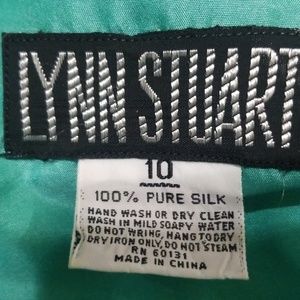 LYNN STUART
10
100% PURE SILK
HAND WASH OR DRY CLEAN
WASH IN MILD SOAPY WATER
DO NOT WRING, HANG TO DRY
DRY IRON ONLY, DO NOT STEAM
RN 60131
MADE IN CHINA